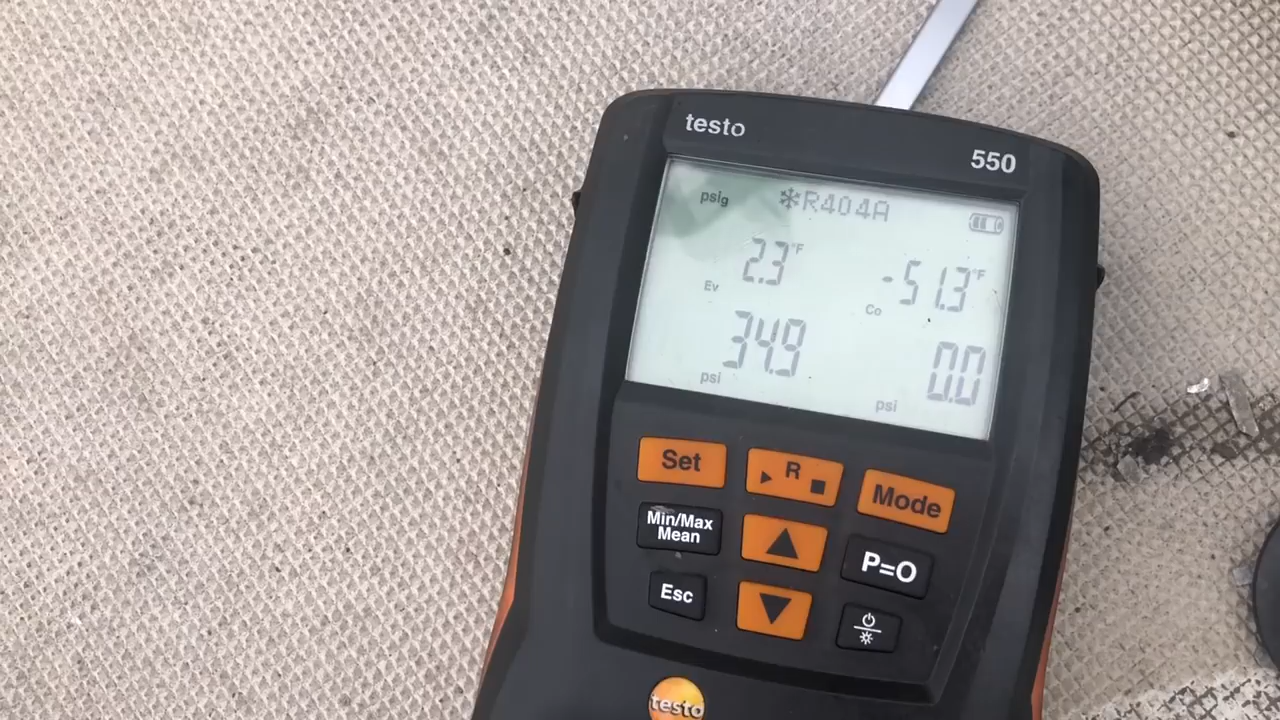 testo
550
psig ❄R404A
2.3°F -51.3°F
Ev Co
34.9 0.0
psi psi
Set R Mode
Min/Max
Mean
P=O
Esc
testo